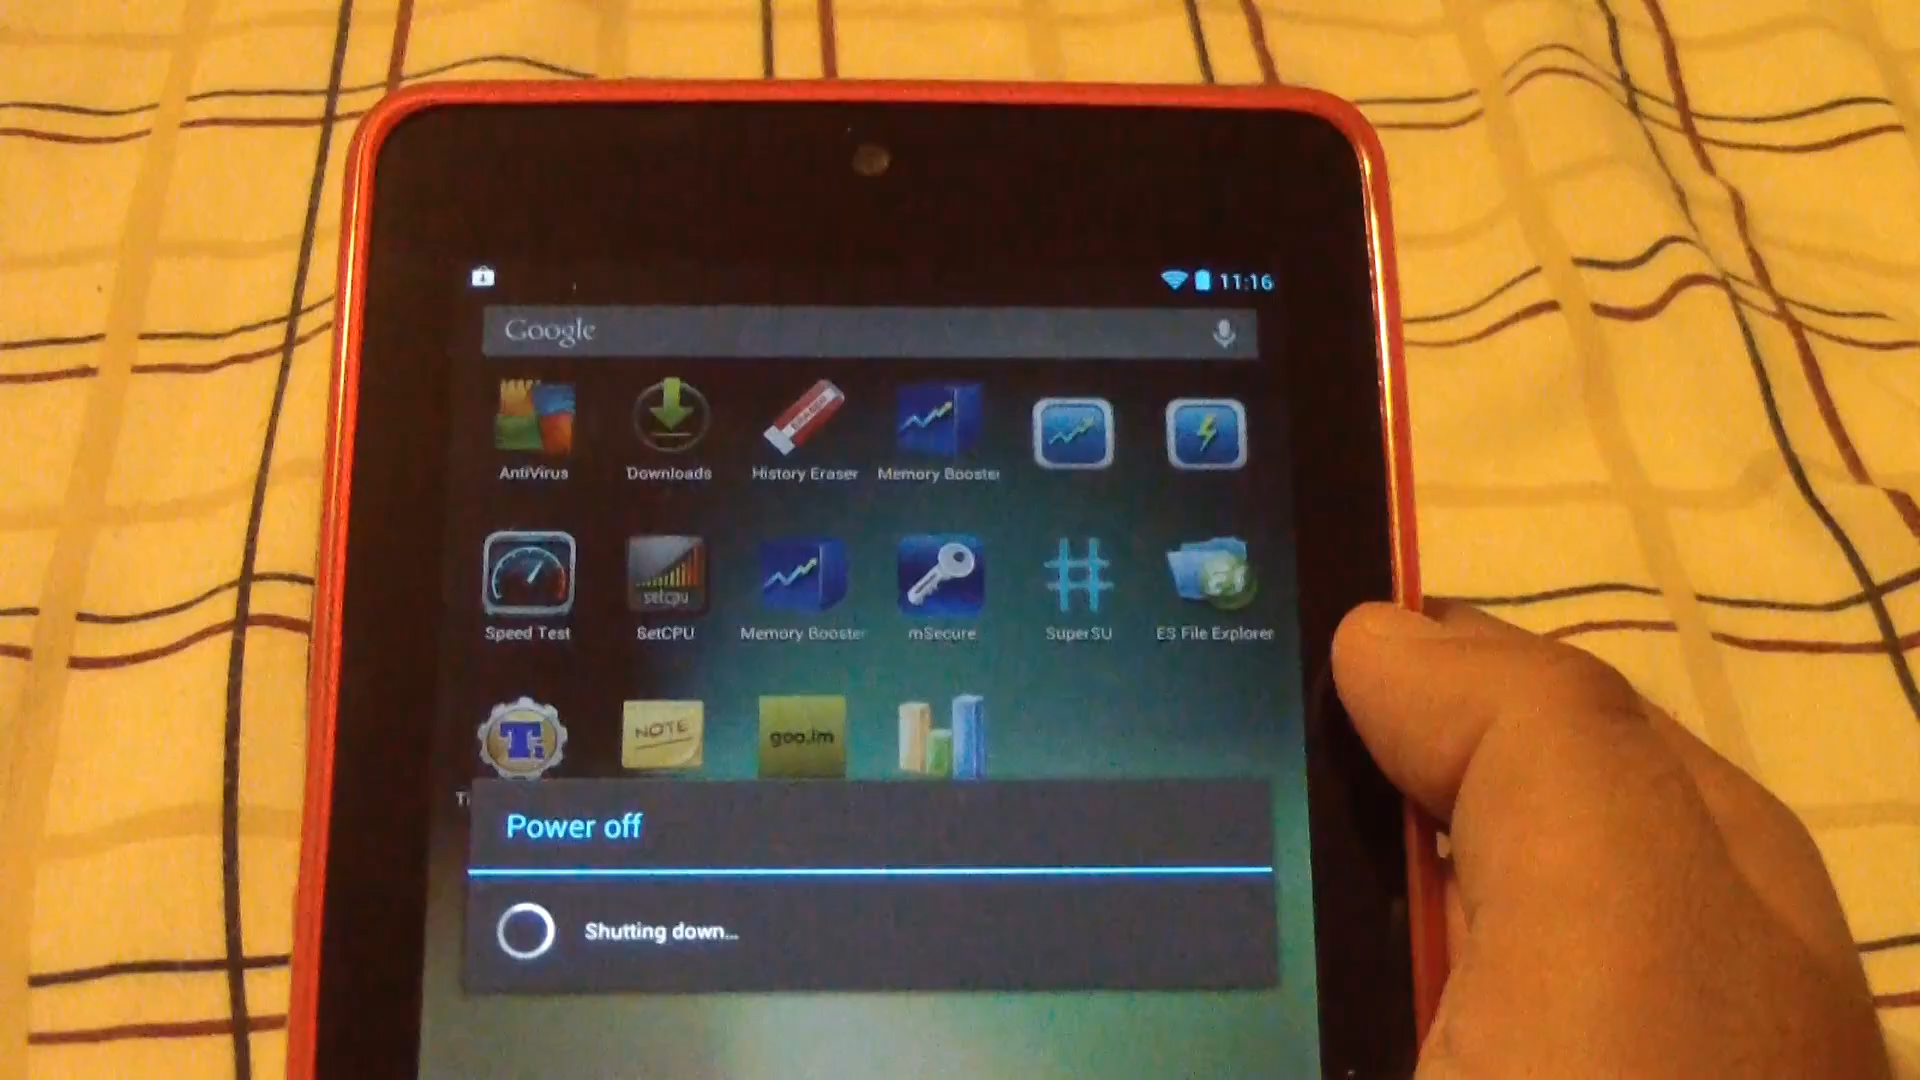 11:16
Google
AntiVirus Downloads History Eraser Memory Booster
setcpu
Speed Test SetCPU Memory Booster mSecure SuperSU ES File Explorer
NOTE goo.im
Power off
Shutting down...